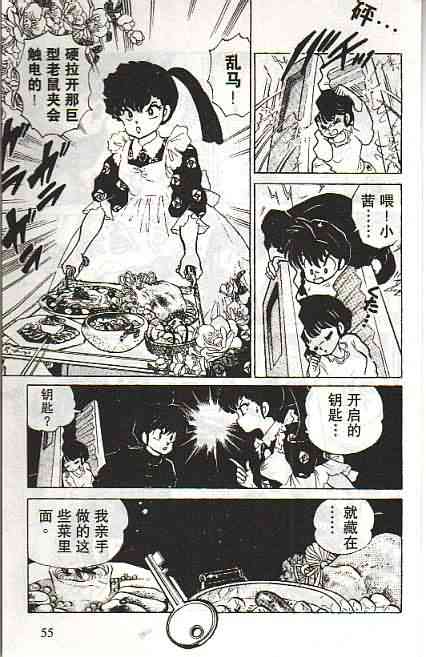 砰…
喂！小
茜……
乱马！
硬拉开那巨
型老鼠夹会
触电的！
开启的
钥匙…
钥匙？
就藏在
……
我亲手
做的这
些菜里
面。
55